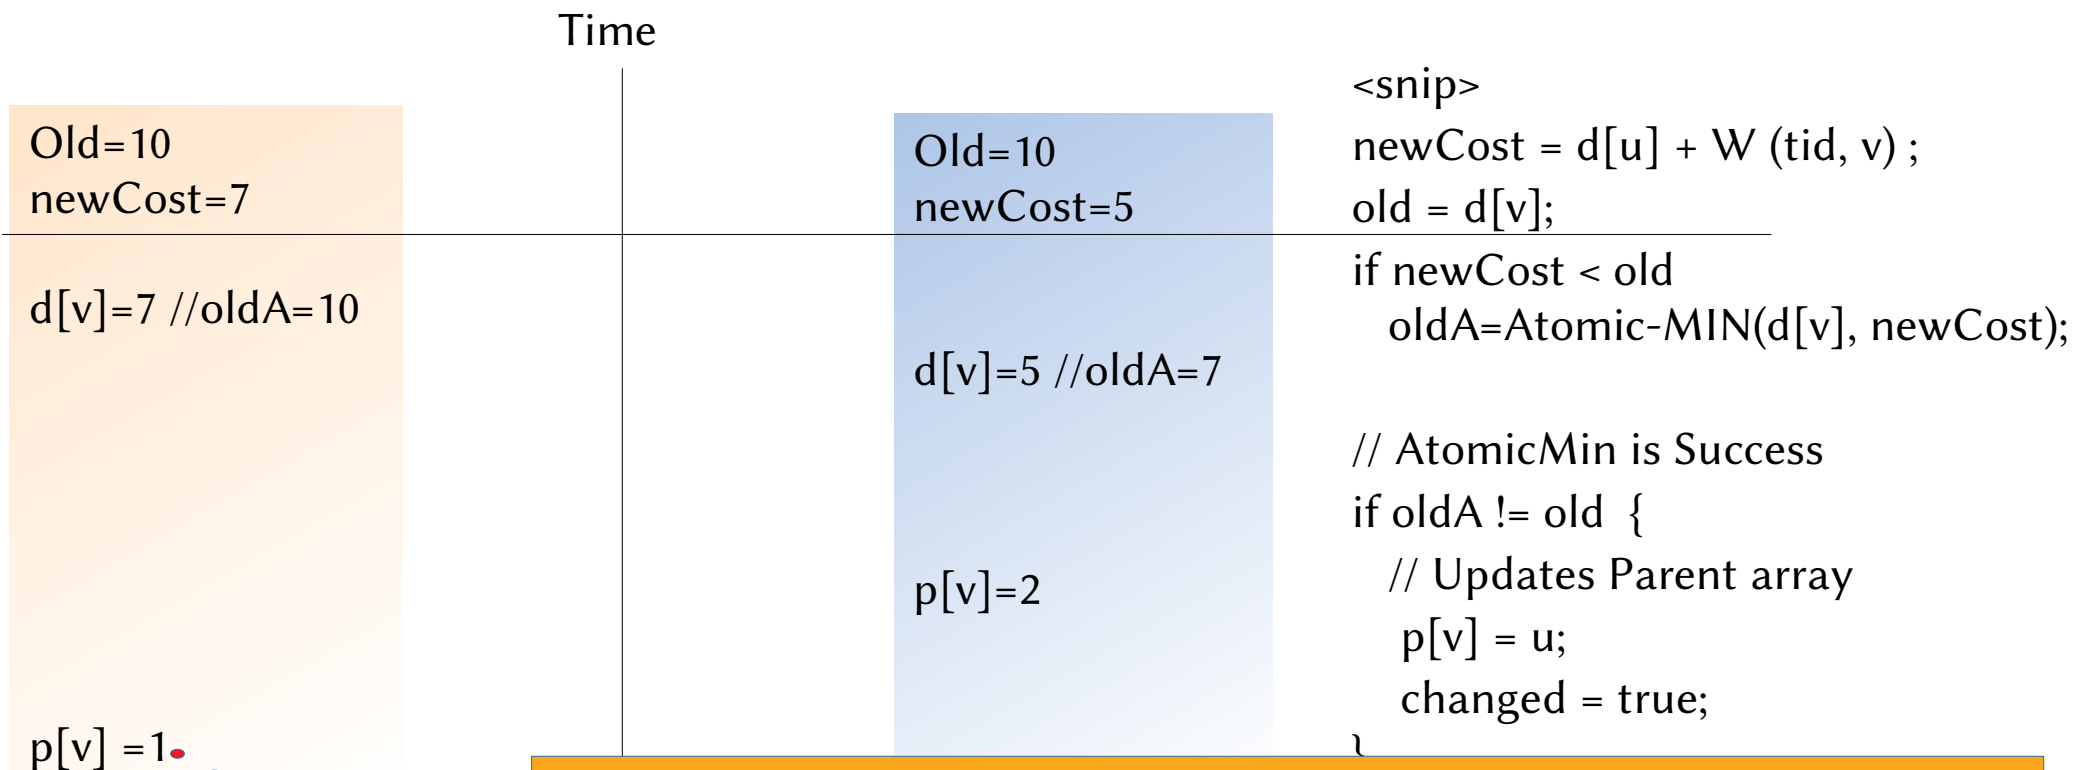 Time
Old=10
newCost=7
d[v]=7 //oldA=10
p[v] =1
Old=10
newCost=5
d[v]=5 //oldA=7
p[v]=2
<snip>
newCost = d[u] + W (tid, v) ;
old = d[v];
if newCost < old
oldA=Atomic-MIN(d[v], newCost);
// AtomicMin is Success
if oldA != old {
// Updates Parent array
p[v] = u;
changed = true;
}